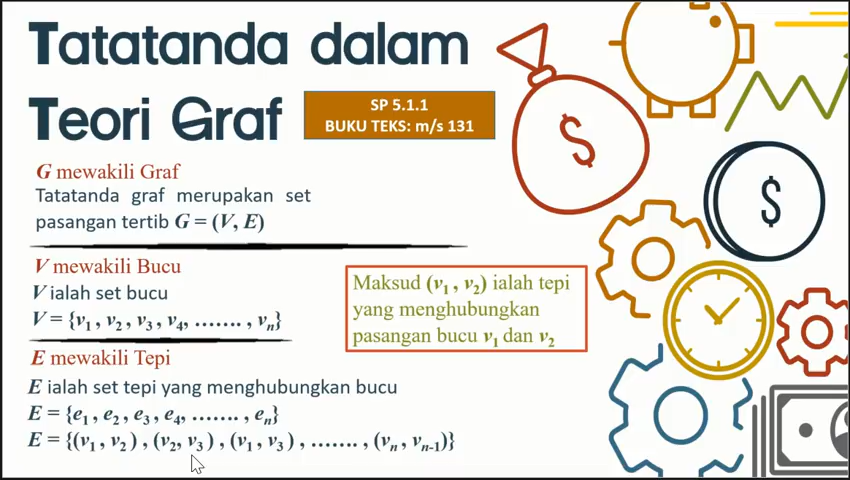 Tatatanda dalam
Teori Graf
SP 5.1.1
BUKU TEKS: m/s 131
G mewakili Graf
Tatatanda graf merupakan set
pasangan tertib G = (V, E)
V mewakili Bucu
V ialah set bucu
V = {v₁ , v₂ , v₃ , v₄, ……. , vₙ}
Maksud (v₁ , v₂) ialah tepi
yang menghubungkan
pasangan bucu v₁ dan v₂
E mewakili Tepi
E ialah set tepi yang menghubungkan bucu
E = {e₁ , e₂ , e₃ , e₄, ……. , eₙ}
E = {(v₁ , v₂) , (v₂, v₃) , (v₁ , v₃) , ……. , (vₙ , vₙ₋₁)}
$
$